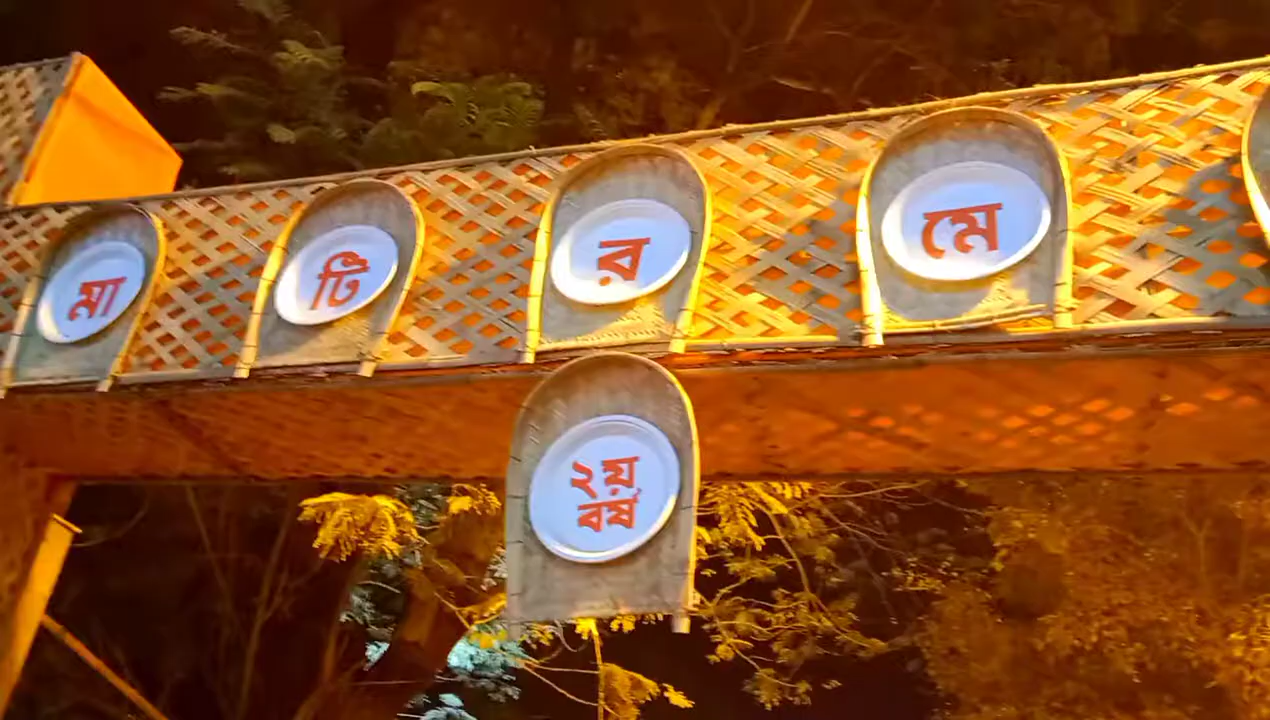 মাটির মে
২য়
বর্ষ